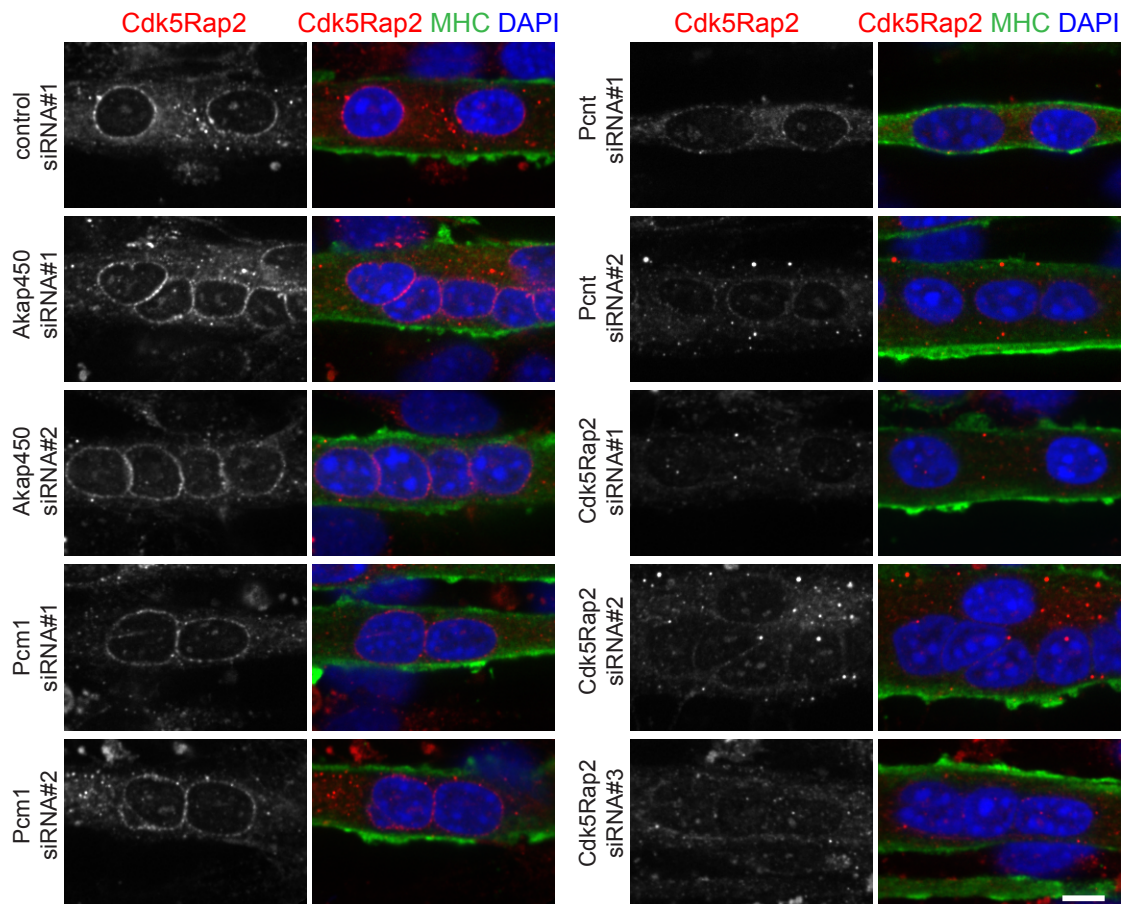 Cdk5Rap2
Cdk5Rap2 MHC DAPI
control
siRNA#1
Akap450
siRNA#1
Akap450
siRNA#2
Pcm1
siRNA#1
Pcm1
siRNA#2
Cdk5Rap2
Cdk5Rap2 MHC DAPI
Pcnt
siRNA#1
Pcnt
siRNA#2
Cdk5Rap2
siRNA#1
Cdk5Rap2
siRNA#2
Cdk5Rap2
siRNA#3